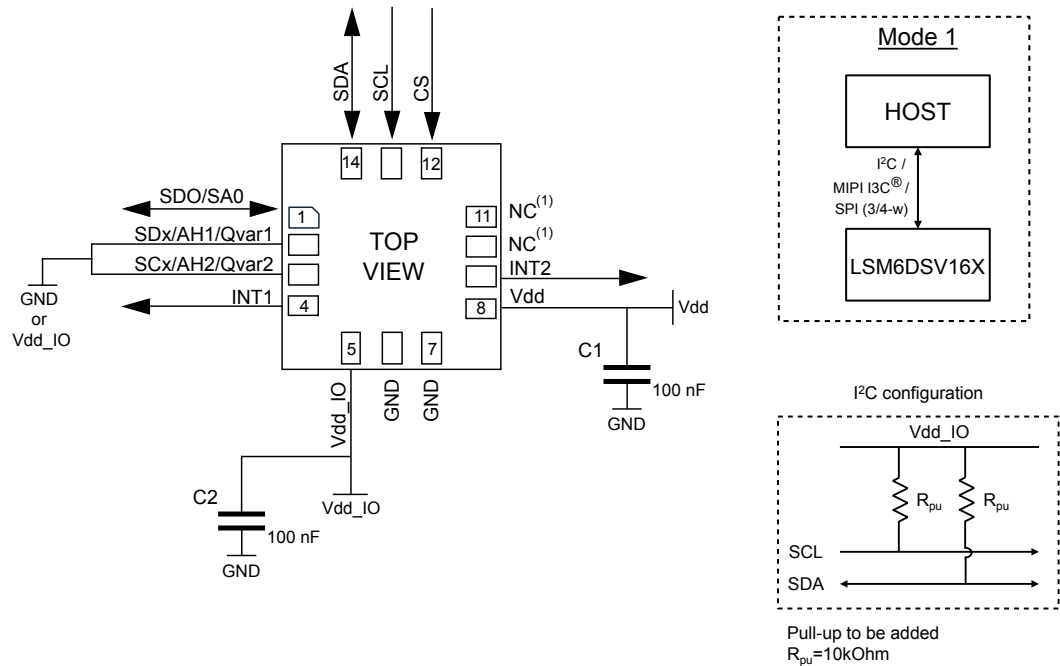 SDA
SCL
CS
14
12
SDO/SA0
1
SDx/AH1/Qvar1
SCx/AH2/Qvar2
GND
or
Vdd_IO
INT1
4
TOP
VIEW
11
NC(1)
NC(1)
INT2
Vdd
8
Vdd
5
7
Vdd_IO
GND
GND
C1
100 nF
GND
C2
100 nF
GND
Vdd_IO
Mode 1
HOST
I²C /
MIPI I3C® /
SPI (3/4-w)
LSM6DSV16X
I²C configuration
Vdd_IO
Rpu
Rpu
SCL
SDA
Pull-up to be added
Rpu=10kOhm